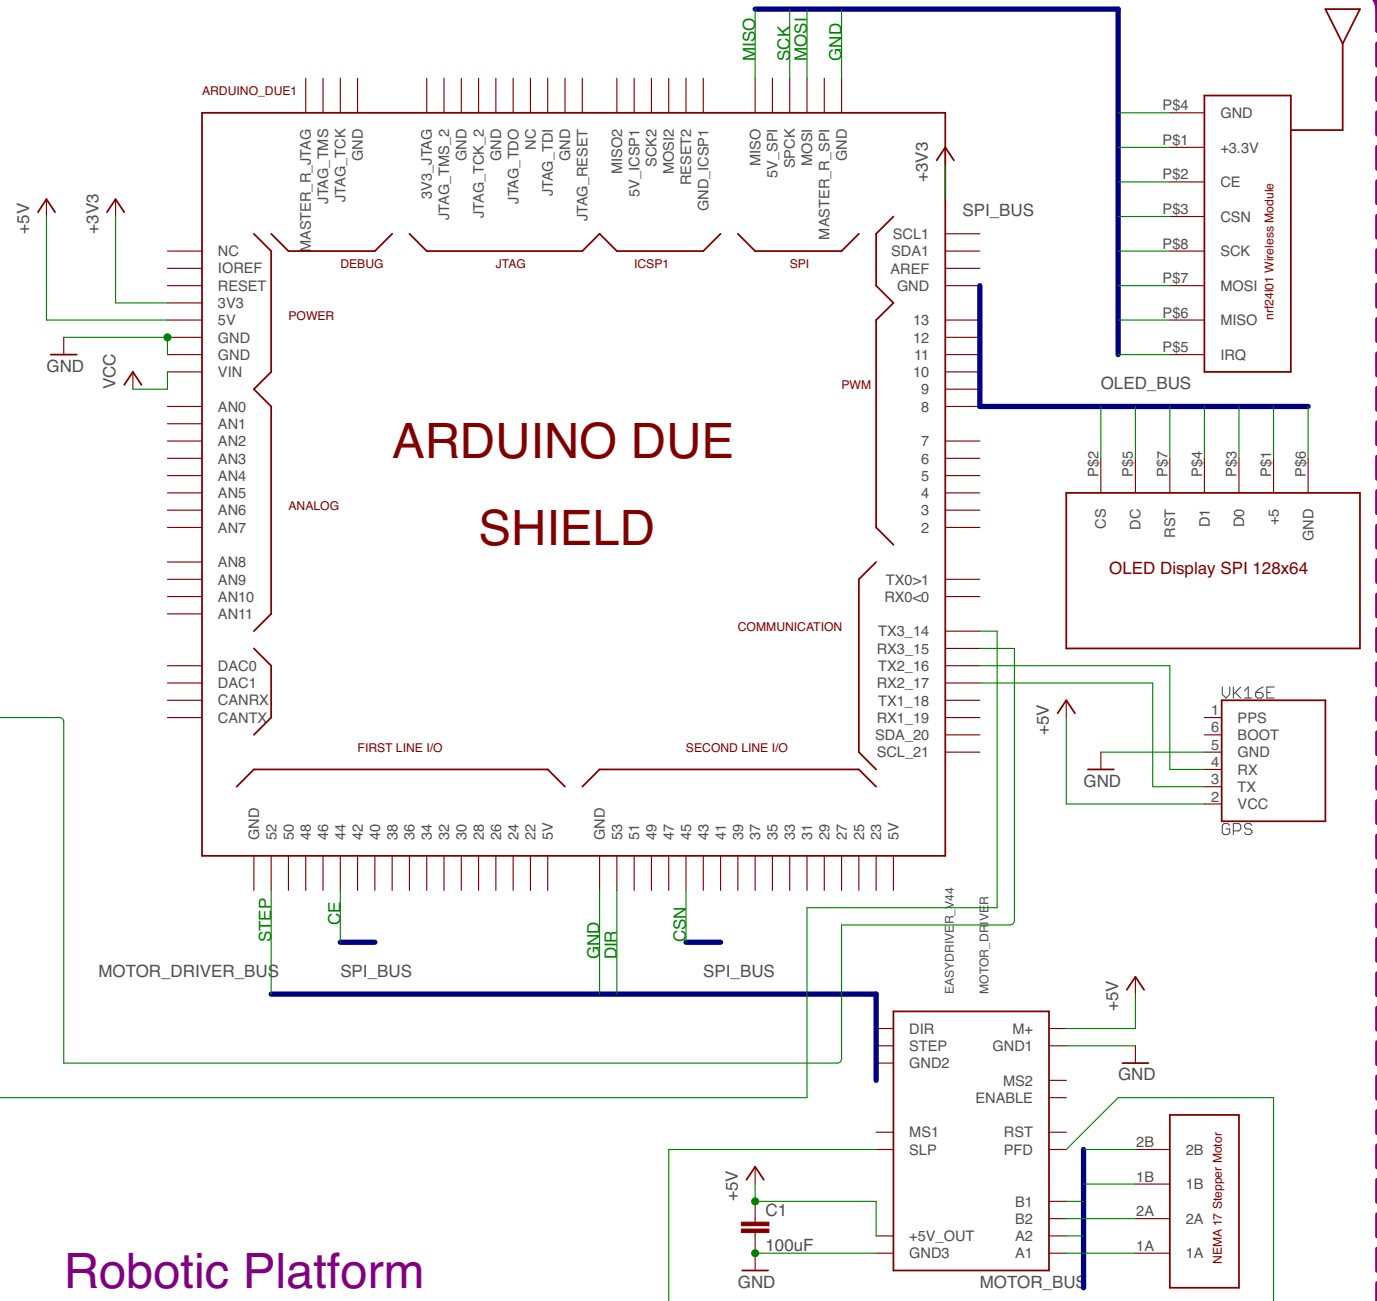 MISO
SCK
MOSI
GND
ARDUINO_DUE1
MASTER_R_JTAG
JTAG_TMS
JTAG_TCK
GND
3V3_JTAG
JTAG_TMS_2
GND
JTAG_TCK_2
GND
JTAG_TDO
NC
JTAG_TDI
GND
JTAG_RESET
MISO2
5V_ICSP1
SCK2
MOSI2
RESET2
GND_ICSP1
MISO
5V_SPI
SPCK
MOSI
MASTER_R_SPI
GND
DEBUG
JTAG
ICSP1
SPI
+5V
+3V3
GND
VCC
NC
IOREF
RESET
3V3
5V
GND
GND
VIN
POWER
AN0
AN1
AN2
AN3
AN4
AN5
AN6
AN7
AN8
AN9
AN10
AN11
ANALOG
DAC0
DAC1
CANRX
CANTX
ARDUINO DUE
SHIELD
+3V3
SPI_BUS
SCL1
SDA1
AREF
GND
13
12
11
10
9
8
PWM
7
6
5
4
3
2
TX0>1
RX0<0
COMMUNICATION
TX3_14
RX3_15
TX2_16
RX2_17
TX1_18
RX1_19
SDA_20
SCL_21
FIRST LINE I/O
SECOND LINE I/O
GND
52
50
48
46
44
42
40
38
36
34
32
30
28
26
24
22
5V
GND
53
51
49
47
45
43
41
39
37
35
33
31
29
27
25
23
5V
P$4 GND
P$1 +3.3V
P$2 CE
P$3 CSN
P$8 SCK
P$7 MOSI
P$6 MISO
P$5 IRQ
nrf24l01 Wireless Module
OLED_BUS
P$2
P$5
P$7
P$4
P$3
P$1
P$6
CS
DC
RST
D1
D0
+5
GND
OLED Display SPI 128x64
VK16E
+5V
GND
1 PPS
6 BOOT
5 GND
4 RX
3 TX
2 VCC
GPS
STEP
CE
GND
DIR
CSN
MOTOR_DRIVER_BUS
SPI_BUS
SPI_BUS
EASYDRIVER_V44
MOTOR_DRIVER
+5V
GND
DIR
STEP
GND2
MS1
SLP
+5V_OUT
GND3
M+
GND1
MS2
ENABLE
RST
PFD
B1
B2
A2
A1
+5V
C1
100uF
GND
MOTOR_BUS
2B
1B
2A
1A
2B
1B
2A
1A
NEMA 17 Stepper Motor
Robotic Platform